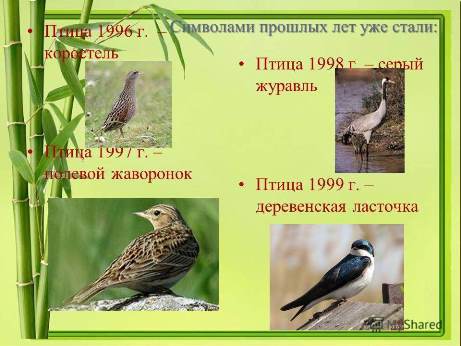 Символами прошлых лет уже стали:
• Птица 1996 г. –
коростель
• Птица 1997 г. –
полевой жаворонок
• Птица 1998 г. – серый
журавль
• Птица 1999 г. –
деревенская ласточка
MyShared